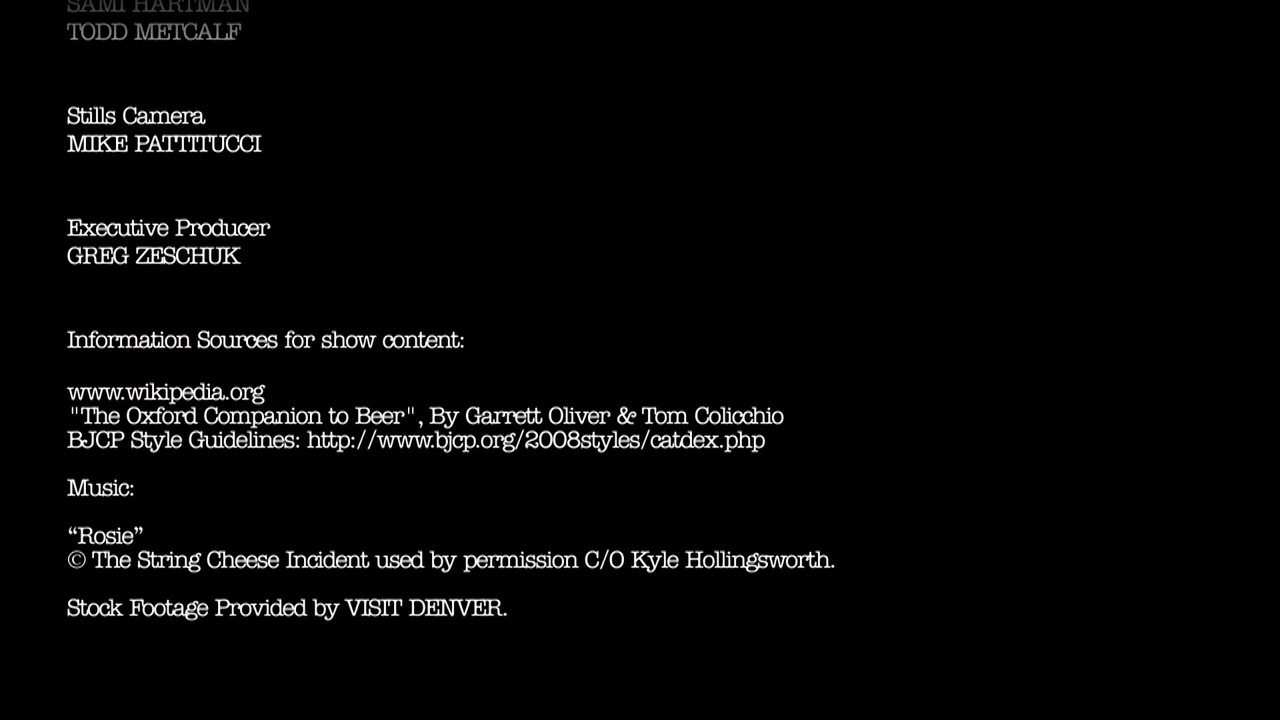 SAMI HARTMAN
TODD METCALF
Stills Camera
MIKE PATTITUCCI
Executive Producer
GREG ZESCHUK
Information Sources for show content:
www.wikipedia.org
"The Oxford Companion to Beer", By Garrett Oliver & Tom Colicchio
BJCP Style Guidelines: http://www.bjcp.org/2008styles/catdex.php
Music:
“Rosie”
© The String Cheese Incident used by permission C/O Kyle Hollingsworth.
Stock Footage Provided by VISIT DENVER.